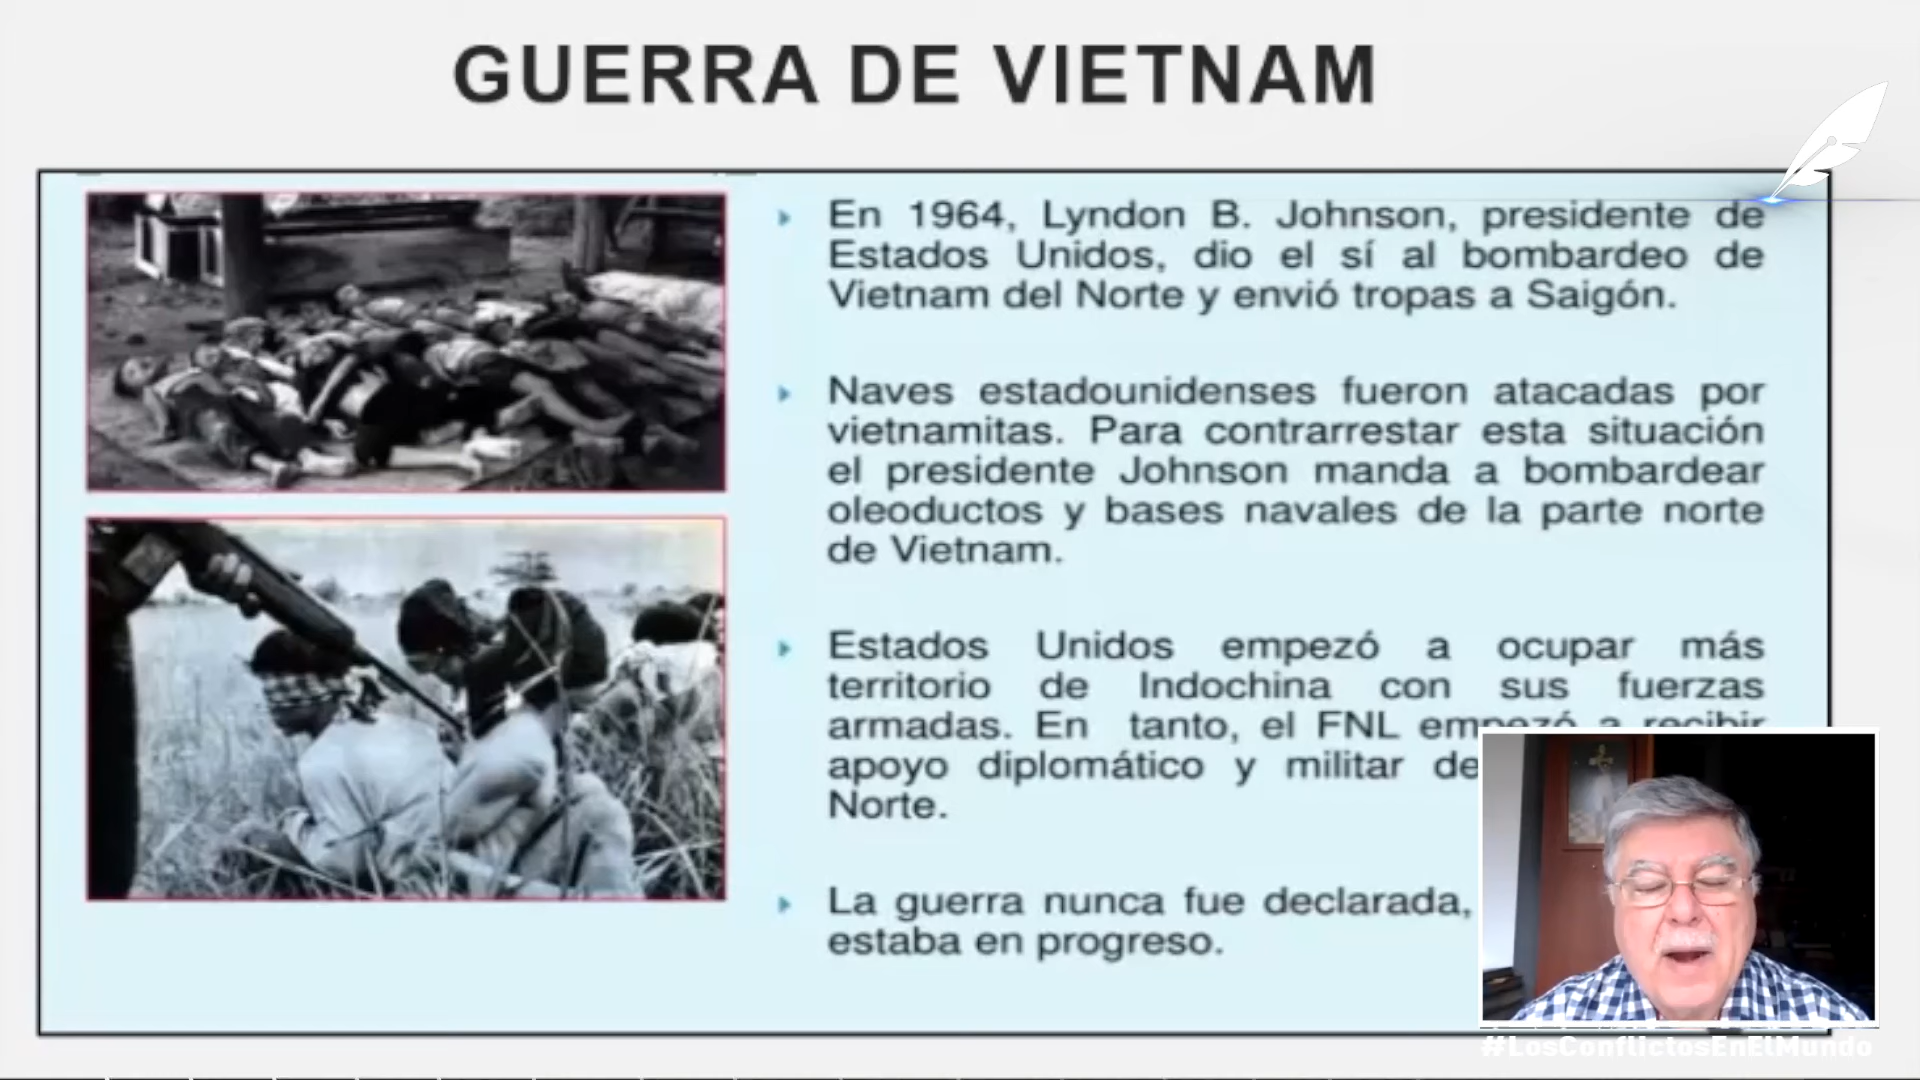 GUERRA DE VIETNAM
En 1964, Lyndon B. Johnson, presidente de
Estados Unidos, dio el sí al bombardeo de
Vietnam del Norte y envió tropas a Saigón.
Naves estadounidenses fueron atacadas por
vietnamitas. Para contrarrestar esta situación
el presidente Johnson manda a bombardear
oleoductos y bases navales de la parte norte
de Vietnam.
Estados Unidos empezó a ocupar más
territorio de Indochina con sus fuerzas
armadas. En tanto, el FNL empezó a recibir
apoyo diplomático y militar de
Norte.
La guerra nunca fue declarada,
estaba en progreso.
#LosConflictosEnElMundo